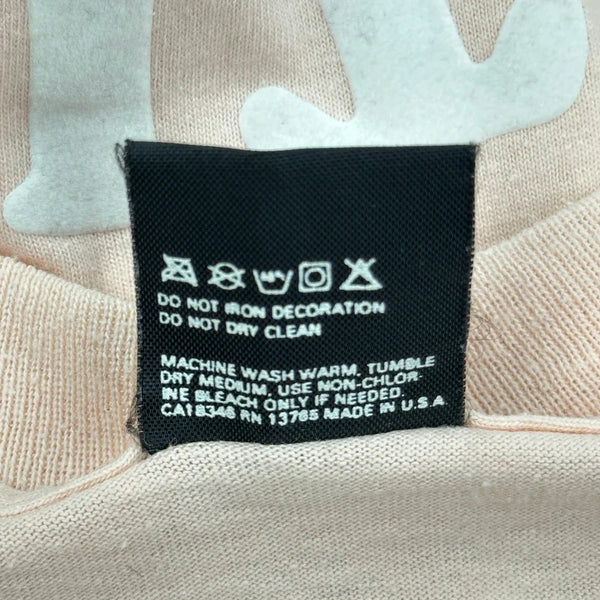 DO NOT IRON DECORATION
DO NOT DRY CLEAN
MACHINE WASH WARM, TUMBLE
DRY MEDIUM, USE NON-CHLOR-
INE BLEACH ONLY IF NEEDED.
CA18346 RN 13765 MADE IN U.S.A